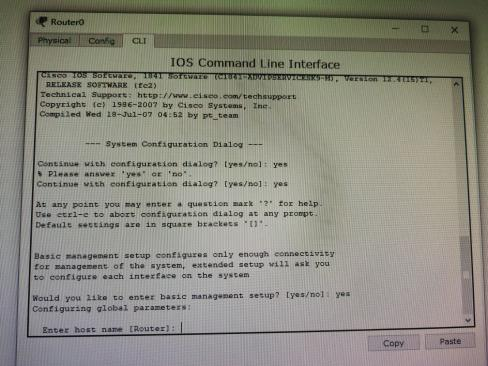 Router0
Physical Config CLI
IOS Command Line Interface
Cisco IOS Software, 1841 Software (C1841-ADVIPSERVICESK9-M), Version 12.4(15)T1,
RELEASE SOFTWARE (fc2)
Technical Support: http://www.cisco.com/techsupport
Copyright (c) 1986-2007 by Cisco Systems, Inc.
Compiled Wed 18-Jul-07 04:52 by pt_team
--- System Configuration Dialog ---
Continue with configuration dialog? [yes/no]: yes
% Please answer 'yes' or 'no'.
Continue with configuration dialog? [yes/no]: yes
At any point you may enter a question mark '?' for help.
Use ctrl-c to abort configuration dialog at any prompt.
Default settings are in square brackets '[]'.
Basic management setup configures only enough connectivity
for management of the system, extended setup will ask you
to configure each interface on the system
Would you like to enter basic management setup? [yes/no]: yes
Configuring global parameters:
Enter host name [Router]:
Copy Paste